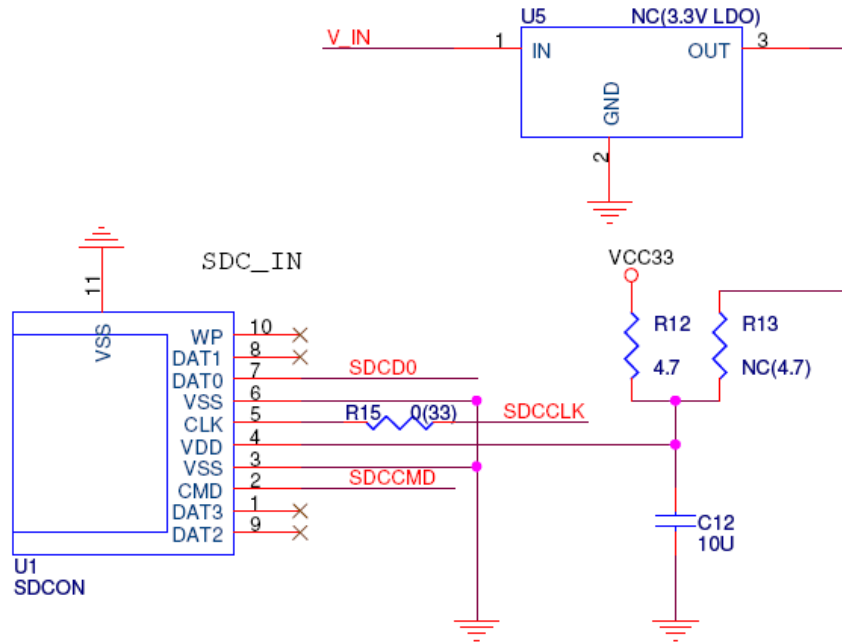 U5 NC(3.3V LDO)
V_IN 1 IN OUT 3
GND
2
11
SDC_IN
VCC33
VSS
WP 10
DAT1 8
DAT0 7 SDCD0
VSS 6
CLK 5 R15 0(33) SDCCLK
VDD 4
VSS 3
CMD 2 SDCCMD
DAT3 1
DAT2 9
R12
4.7
R13
NC(4.7)
C12
10U
U1
SDCON